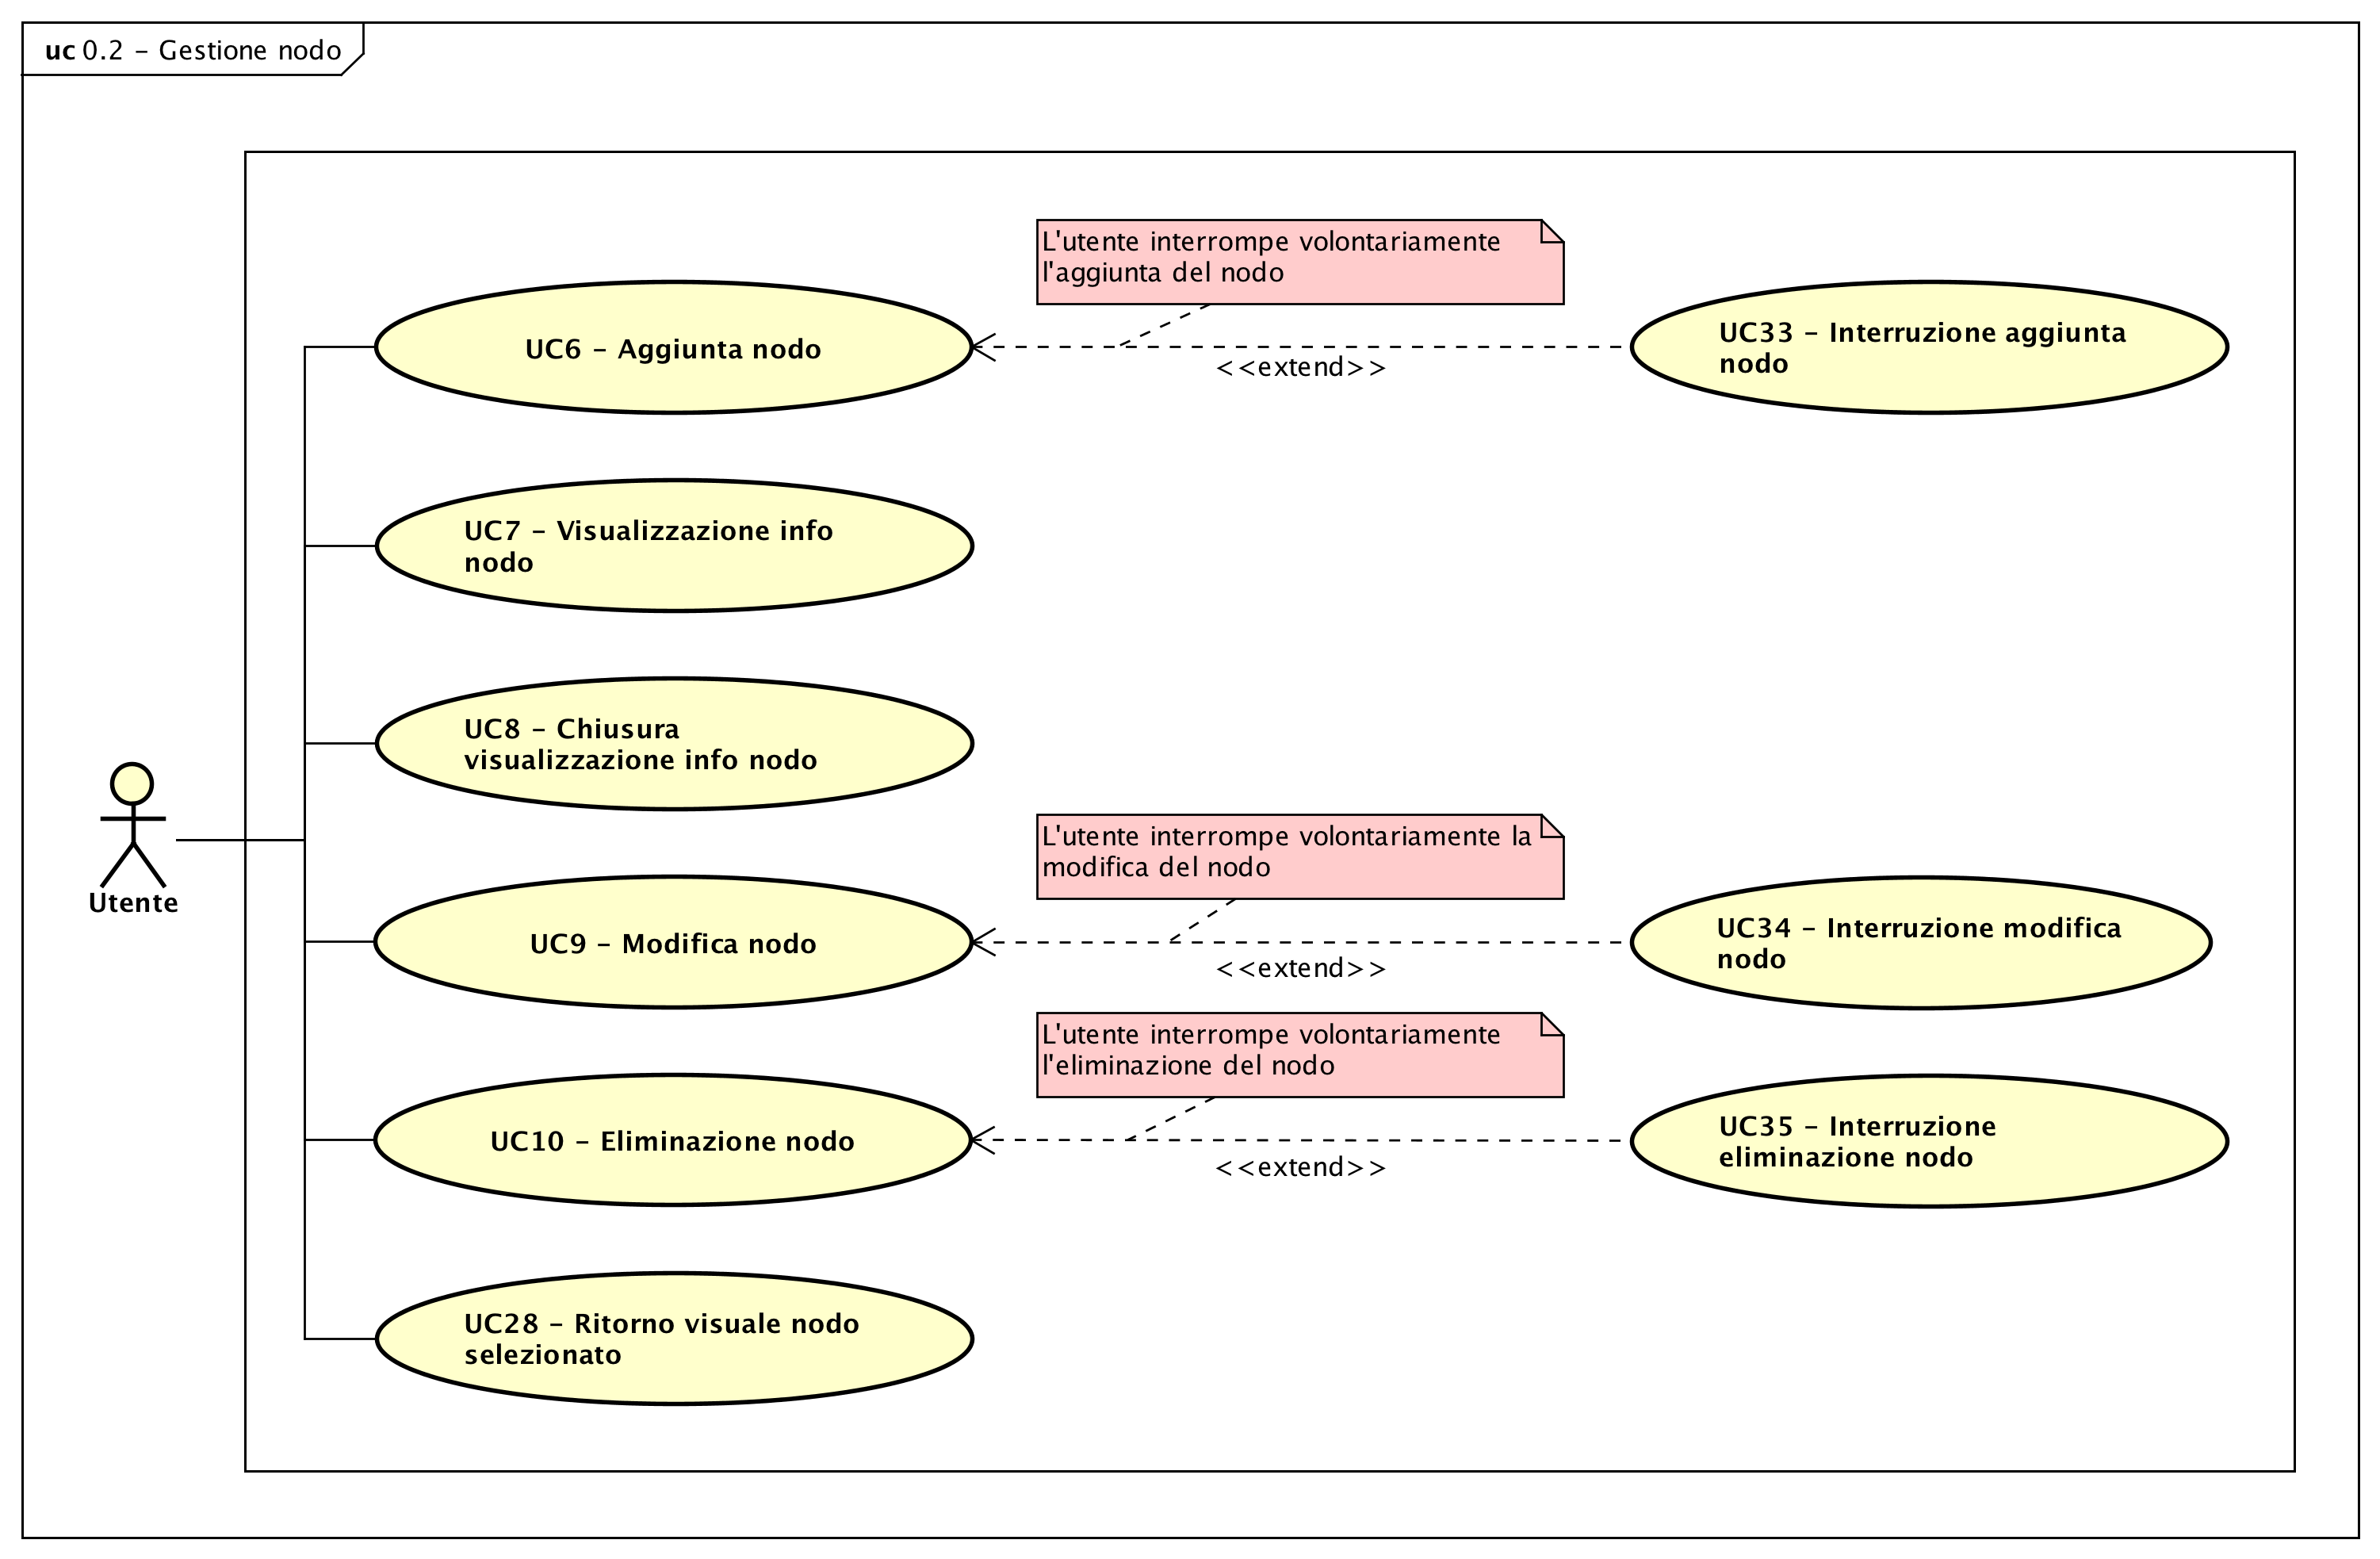 uc 0.2 - Gestione nodo
L'utente interrompe volontariamente
l'aggiunta del nodo
UC6 - Aggiunta nodo
<<extend>>
UC33 - Interruzione aggiunta
nodo
UC7 - Visualizzazione info
nodo
UC8 - Chiusura
visualizzazione info nodo
Utente
L'utente interrompe volontariamente la
modifica del nodo
UC9 - Modifica nodo
<<extend>>
UC34 - Interruzione modifica
nodo
L'utente interrompe volontariamente
l'eliminazione del nodo
UC10 - Eliminazione nodo
<<extend>>
UC35 - Interruzione
eliminazione nodo
UC28 - Ritorno visuale nodo
selezionato